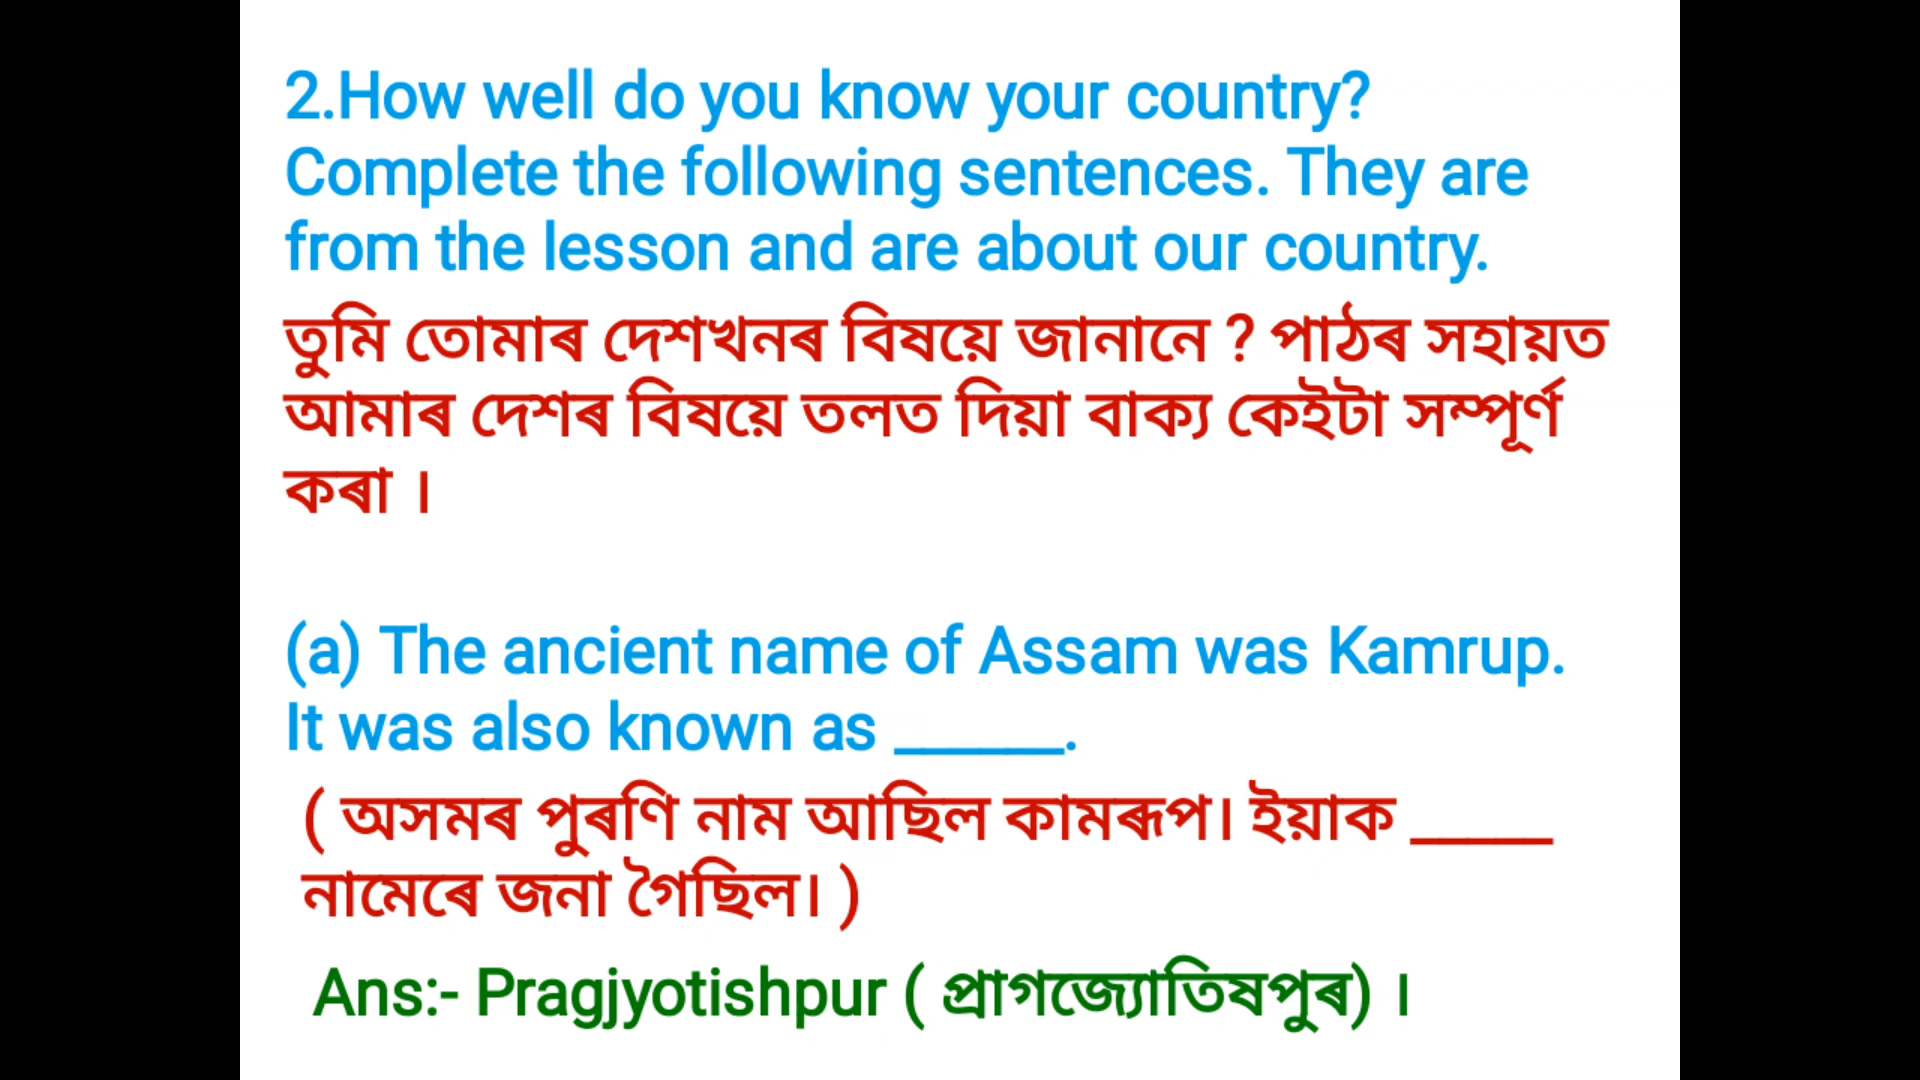 2.How well do you know your country?
Complete the following sentences. They are
from the lesson and are about our country.
তুমি তোমাৰ দেশখনৰ বিষয়ে জানানে ? পাঠৰ সহায়ত
আমাৰ দেশৰ বিষয়ে তলত দিয়া বাক্য কেইটা সম্পূৰ্ণ
কৰা ।
(a) The ancient name of Assam was Kamrup.
It was also known as ______.
( অসমৰ পুৰণি নাম আছিল কামৰূপ। ইয়াক _____
নামেৰে জনা গৈছিল। )
Ans:- Pragjyotishpur ( প্ৰাগজ্যোতিষপুৰ) ।